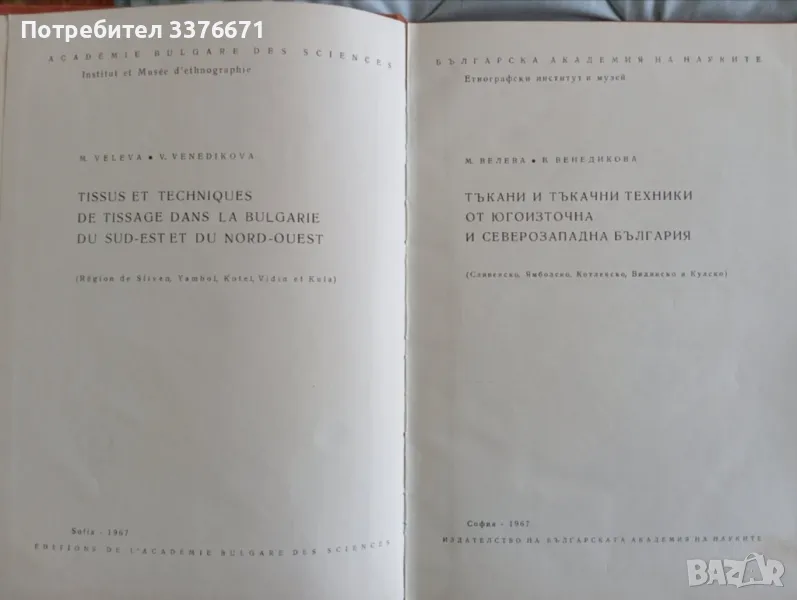 Потребител 3376671
ACADÉMIE BULGARE DES SCIENCES
Institut et Musée d'ethnographie
M. VELEVA • V. VENEDIKOVA
TISSUS ET TECHNIQUES
DE TISSAGE DANS LA BULGARIE
DU SUD-EST ET DU NORD-OUEST
(Région de Sliven, Yambol, Kotel, Vidin et Kula)
Sofia - 1967
EDITIONS DE L'ACADÉMIE BULGARE DES SCIENCES
БЪЛГАРСКА АКАДЕМИЯ НА НАУКИТЕ
Етнографски институт и музей
М. ВЕЛЕВА • В. ВЕНЕДИКОВА
ТЪКАНИ И ТЪКАЧНИ ТЕХНИКИ
ОТ ЮГОИЗТОЧНА
И СЕВЕРОЗАПАДНА БЪЛГАРИЯ
(Сливенско, Ямболско, Котленско, Видинско и Кулско)
София - 1967
ИЗДАТЕЛСТВО НА БЪЛГАРСКАТА АКАДЕМИЯ НА НАУКИТЕ
BAZAR